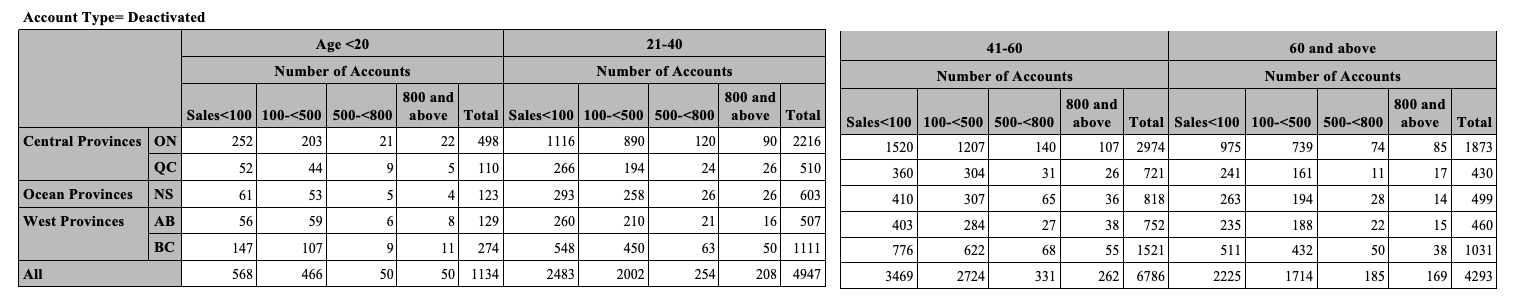 Account Type= Deactivated
Age <20 21-40 41-60 60 and above
Number of Accounts Number of Accounts Number of Accounts Number of Accounts
Sales<100 100-<500 500-<800 800 and above Total Sales<100 100-<500 500-<800 800 and above Total Sales<100 100-<500 500-<800 800 and above Total Sales<100 100-<500 500-<800 800 and above Total
Central Provinces ON 252 203 21 22 498 1116 890 120 90 2216 1520 1207 140 107 2974 975 739 74 85 1873
QC 52 44 9 5 110 266 194 24 26 510 360 304 31 26 721 241 161 11 17 430
Ocean Provinces NS 61 53 5 4 123 293 258 26 26 603 410 307 65 36 818 263 194 28 14 499
West Provinces AB 56 59 6 8 129 260 210 21 16 507 403 284 27 38 752 235 188 22 15 460
BC 147 107 9 11 274 548 450 63 50 1111 776 622 68 55 1521 511 432 50 38 1031
All 568 466 50 50 1134 2483 2002 254 208 4947 3469 2724 331 262 6786 2225 1714 185 169 4293